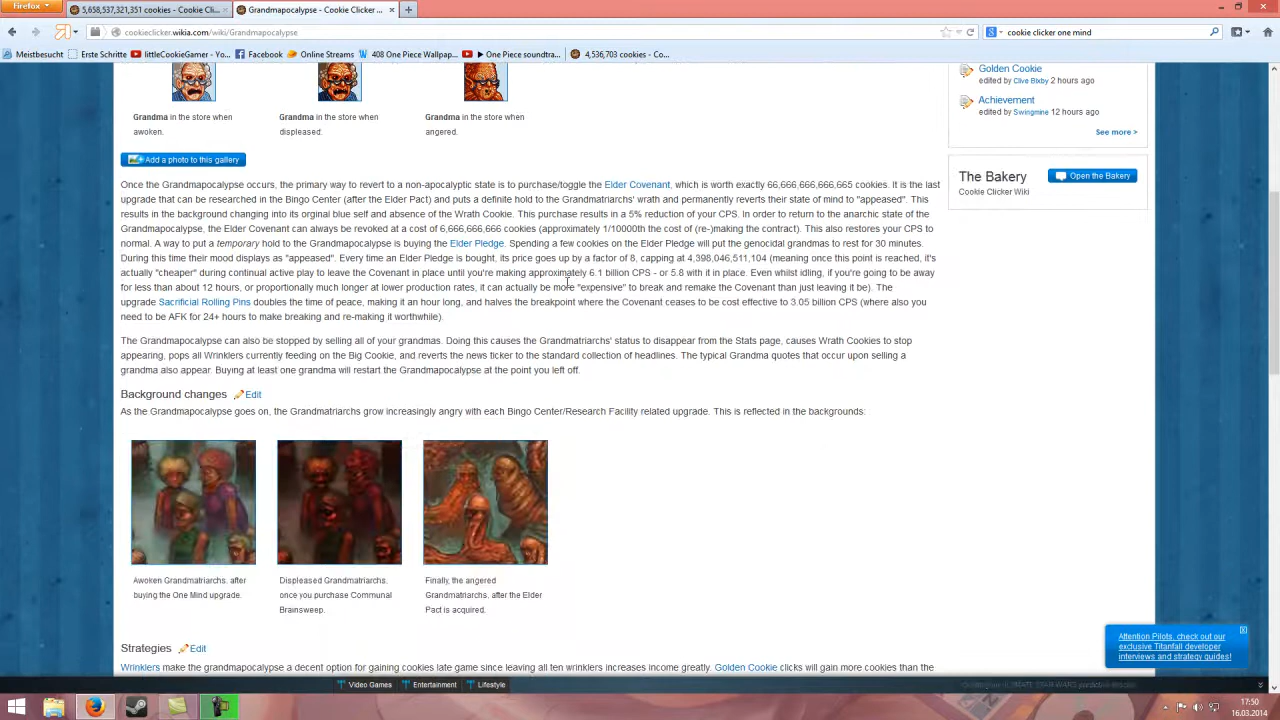 Firefox
5,658,537,321,351 cookies - Cookie Cli...
Grandmapocalypse - Cookie Clicker ...
cookieclicker.wikia.com/wiki/Grandmapocalypse
cookie clicker one mind
Meistbesucht
Erste Schritte
littleCookieGamer - Yo...
Facebook
Online Streams
408 One Piece Wallpap...
▶ One Piece soundtra...
4,536,703 cookies - Co...
Golden Cookie
edited by Clive Bixby 2 hours ago
Achievement
edited by Swingmine 12 hours ago
See more >
Grandma in the store when
awoken.
Grandma in the store when
displeased.
Grandma in the store when
angered.
Add a photo to this gallery
The Bakery
Cookie Clicker Wiki
Open the Bakery
Once the Grandmapocalypse occurs, the primary way to revert to a non-apocalyptic state is to purchase/toggle the Elder Covenant, which is worth exactly 66,666,666,666,665 cookies. It is the last
upgrade that can be researched in the Bingo Center (after the Elder Pact) and puts a definite hold to the Grandmatriarchs' wrath and permanently reverts their state of mind to "appeased". This
results in the background changing into its orginal blue self and absence of the Wrath Cookie. This purchase results in a 5% reduction of your CPS. In order to return to the anarchic state of the
Grandmapocalypse, the Elder Covenant can always be revoked at a cost of 6,666,666,666 cookies (approximately 1/10000th the cost of (re-)making the contract). This also restores your CPS to
normal. A way to put a temporary hold to the Grandmapocalypse is buying the Elder Pledge. Spending a few cookies on the Elder Pledge will put the genocidal grandmas to rest for 30 minutes.
During this time their mood displays as "appeased". Every time an Elder Pledge is bought, its price goes up by a factor of 8, capping at 4,398,046,511,104 (meaning once this point is reached, it's
actually "cheaper" during continual active play to leave the Covenant in place until you're making approximately 6.1 billion CPS - or 5.8 with it in place. Even whilst idling, if you're going to be away
for less than about 12 hours, or proportionally much longer at lower production rates, it can actually be more "expensive" to break and remake the Covenant than just leaving it be). The
upgrade Sacrificial Rolling Pins doubles the time of peace, making it an hour long, and halves the breakpoint where the Covenant ceases to be cost effective to 3.05 billion CPS (where also you
need to be AFK for 24+ hours to make breaking and re-making it worthwhile).
The Grandmapocalypse can also be stopped by selling all of your grandmas. Doing this causes the Grandmatriarchs' status to disappear from the Stats page, causes Wrath Cookies to stop
appearing, pops all Wrinklers currently feeding on the Big Cookie, and reverts the news ticker to the standard collection of headlines. The typical Grandma quotes that occur upon selling a
grandma also appear. Buying at least one grandma will restart the Grandmapocalypse at the point you left off.
Background changes Edit
As the Grandmapocalypse goes on, the Grandmatriarchs grow increasingly angry with each Bingo Center/Research Facility related upgrade. This is reflected in the backgrounds:
Awoken Grandmatriarchs. after
buying the One Mind upgrade.
Displeased Grandmatriarchs.
once you purchase Communal
Brainsweep.
Finally, the angered
Grandmatriarchs. after the Elder
Pact is acquired.
Attention Pilots, check out our
exclusive Titanfall developer
interviews and strategy guides!
Strategies Edit
Wrinklers make the grandmapocalypse a decent option for gaining cookies later game since leaving all ten wrinklers increases income greatly. Golden Cookie clicks will gain more cookies than the
Video Games
Entertainment
Lifestyle
17:50
16.03.2014